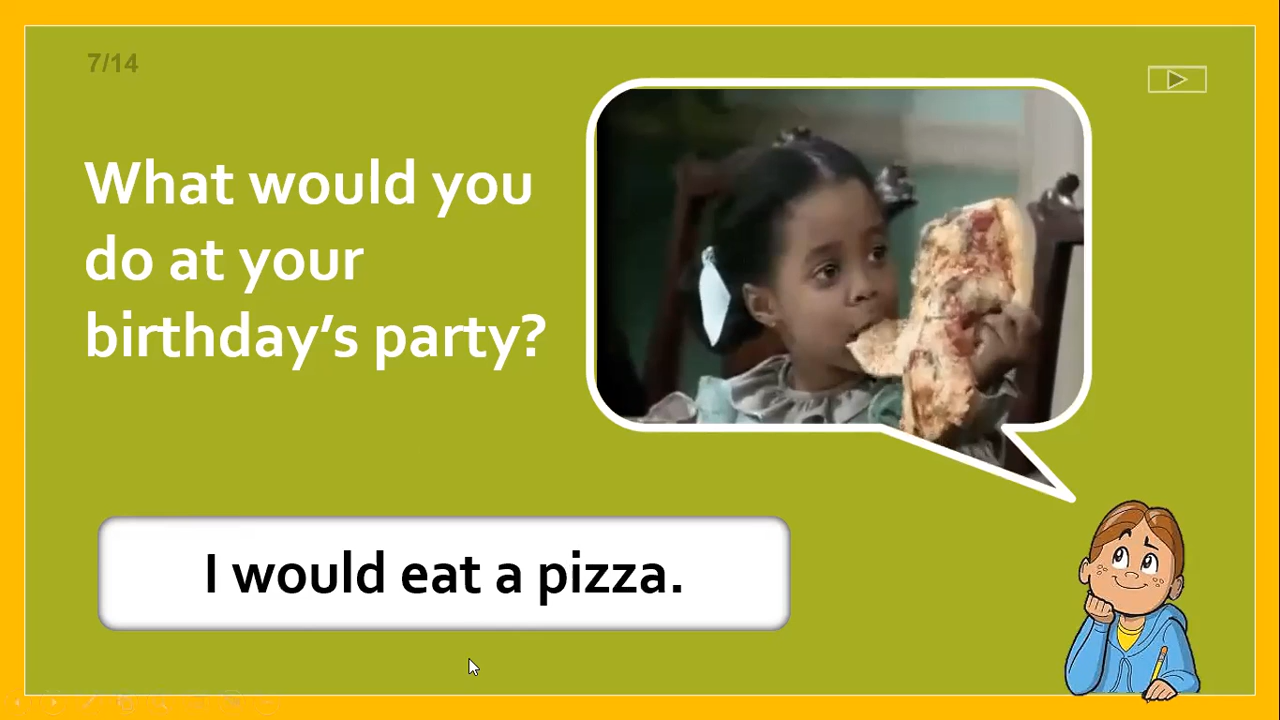 7/14
What would you
do at your
birthday’s party?
I would eat a pizza.